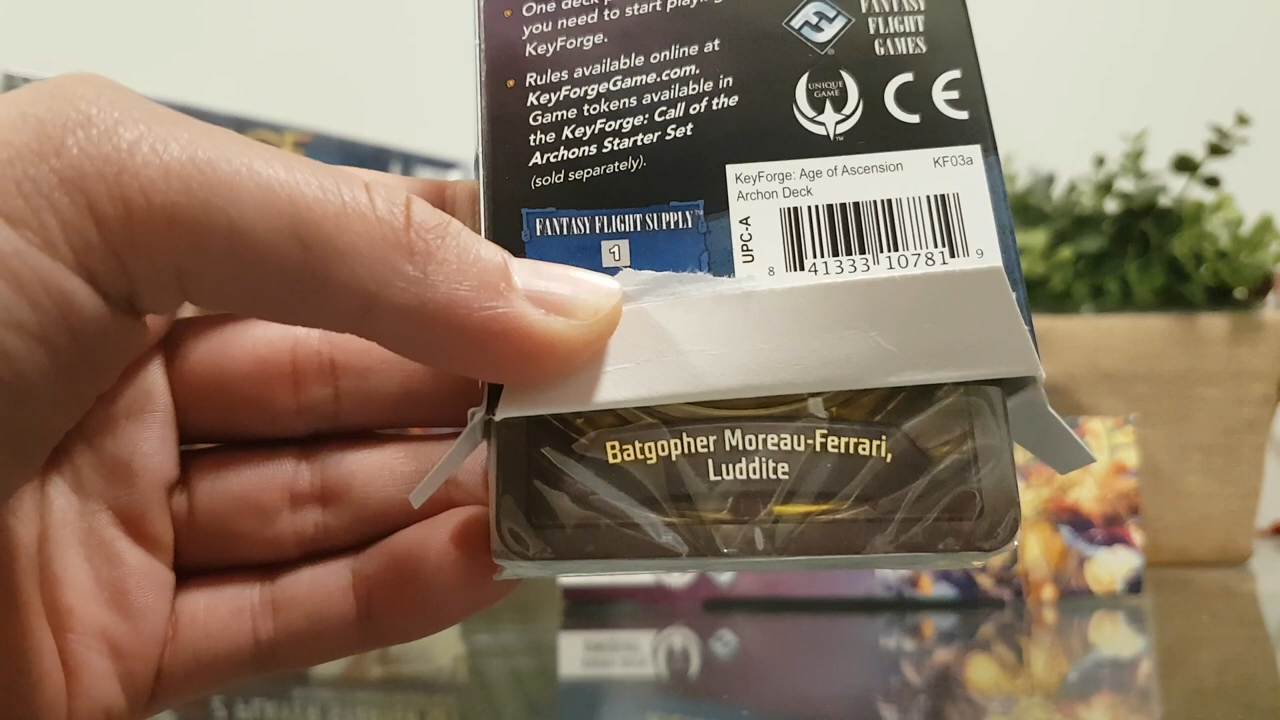 One deck
you need to start playing
KeyForge.
Rules available online at
KeyForgeGame.com.
Game tokens available in
the KeyForge: Call of the
Archons Starter Set
(sold separately).
FANTASY
FLIGHT
GAMES
UNIQUE
GAME
CE
KeyForge: Age of Ascension KF03a
Archon Deck
UPC-A
8 41333 10781 9
FANTASY FLIGHT SUPPLY
1
Batgopher Moreau-Ferrari,
Luddite